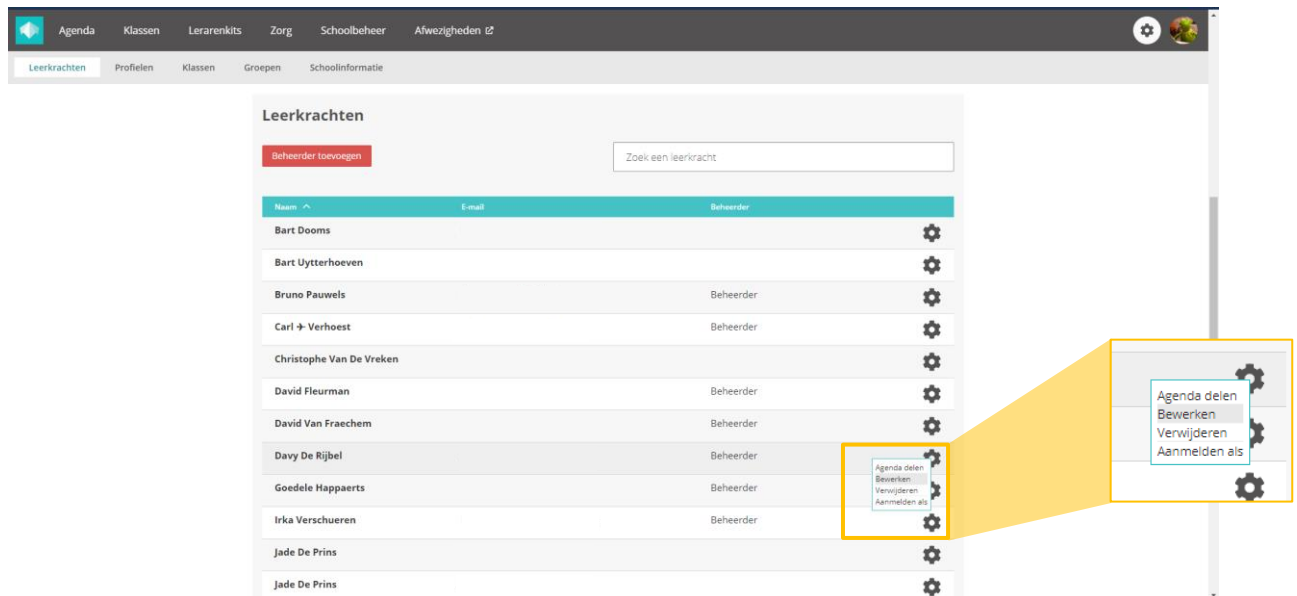 Agenda Klassen Lerarenkits Zorg Schoolbeheer Afwezigheden
Leerkrachten Profielen Klassen Groepen Schoolinformatie
Leerkrachten
Beheerder toevoegen Zoek een leerkracht
Naam E-mail Beheerder
Bart Dooms
Bart Uytterhoeven
Bruno Pauwels Beheerder
Carl ✈ Verhoest Beheerder
Christophe Van De Vreken
David Fleurman Beheerder
David Van Fraechem Beheerder
Davy De Rijbel Beheerder
Goedele Happaerts Beheerder
Irka Verschueren Beheerder
Jade De Prins
Jade De Prins
Agenda delen
Bewerken
Verwijderen
Aanmelden als
Agenda delen
Bewerken
Verwijderen
Aanmelden als